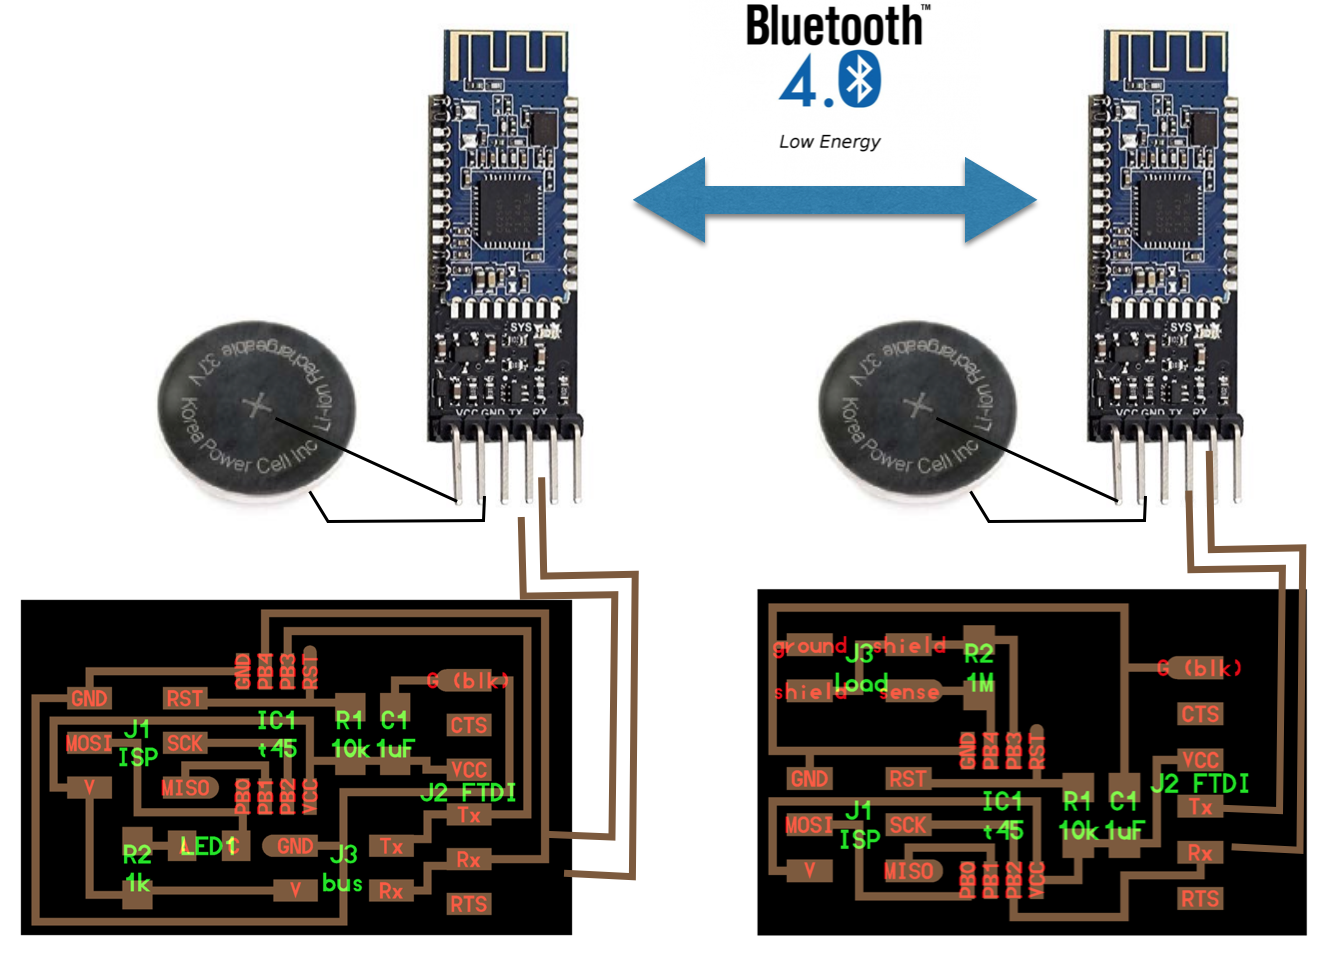 Bluetooth™
4.0
Low Energy
SYS
VCC GND TX RX
SYS
VCC GND TX RX
Li-ion Rechargeable 3.7V
Korea Power Cell Inc
Li-ion Rechargeable 3.7V
Korea Power Cell Inc
GND PB4 PB3 RST
GND
RST
G (blk)
IC1
t45
R1
10k
C1
1uF
CTS
J1
ISP
MOSI
SCK
VCC
V
MISO
PB0 PB1 PB2 VCC
J2 FTDI
Tx
R2
1k
LED1
C
GND
J3
bus
Tx
Rx
V
Rx
RTS
ground
shield
J3
Load
R2
1M
shield
sense
G (blk)
CTS
GND PB4 PB3 RST
GND
RST
VCC
J2 FTDI
J1
ISP
IC1
t45
R1
10k
C1
1uF
Tx
MOSI
SCK
V
MISO
PB0 PB1 PB2 VCC
Rx
RTS